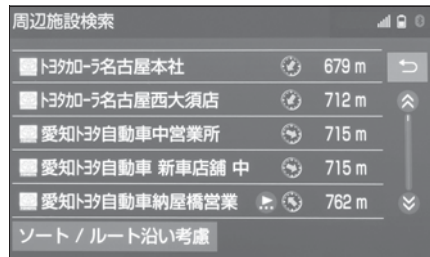 周辺施設検索
トヨタカローラ名古屋本社 679 m
トヨタカローラ名古屋西大須店 712 m
愛知トヨタ自動車中営業所 715 m
愛知トヨタ自動車 新車店舗 中 715 m
愛知トヨタ自動車納屋橋営業 762 m
ソート / ルート沿い考慮